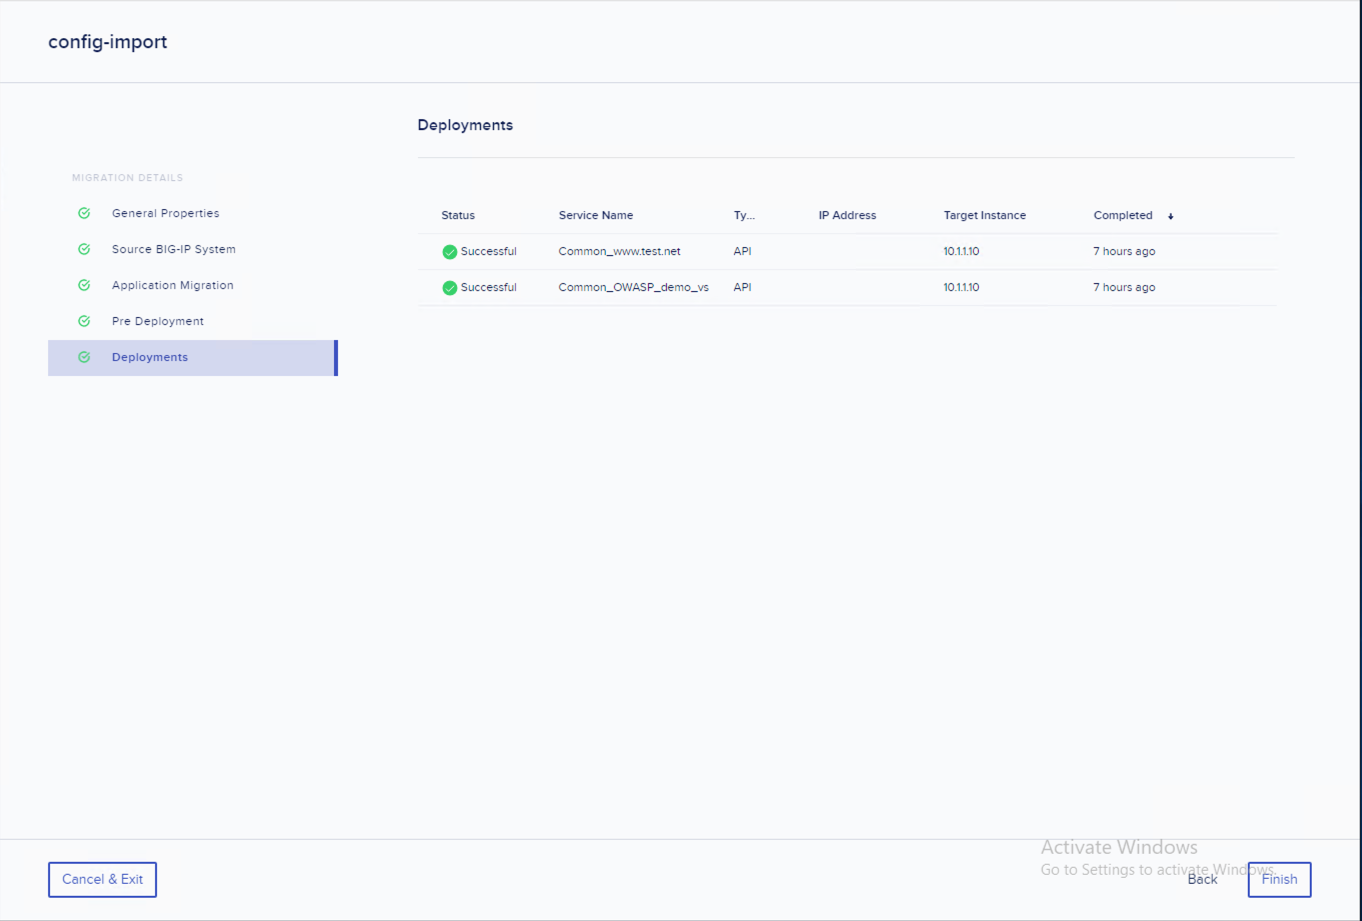 config-import
Deployments
MIGRATION DETAILS
General Properties
Source BIG-IP System
Application Migration
Pre Deployment
Deployments
Status Service Name Ty... IP Address Target Instance Completed
Successful Common_www.test.net API 10.1.1.10 7 hours ago
Successful Common_OWASP_demo_vs API 10.1.1.10 7 hours ago
Activate Windows
Go to Settings to activate Windows.
Cancel & Exit Back Finish